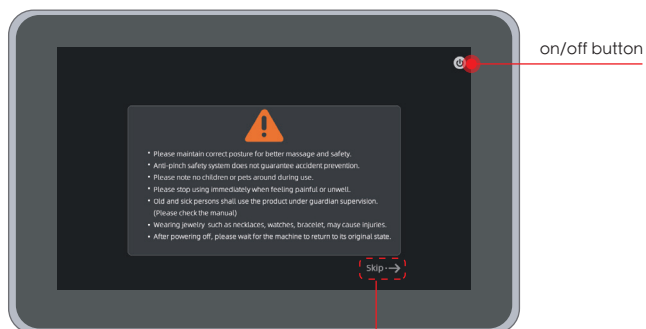 on/off button
• Please maintain correct posture for better massage and safety.
• Anti-pinch safety system does not guarantee accident prevention.
• Please note no children or pets around during use.
• Please stop using immediately when feeling painful or unwell.
• Old and sick persons shall use the product under guardian supervision.
(Please check the manual)
• Wearing jewelry such as necklaces, watches, bracelet, may cause injuries.
• After powering off, please wait for the machine to return to its original state.
Skip